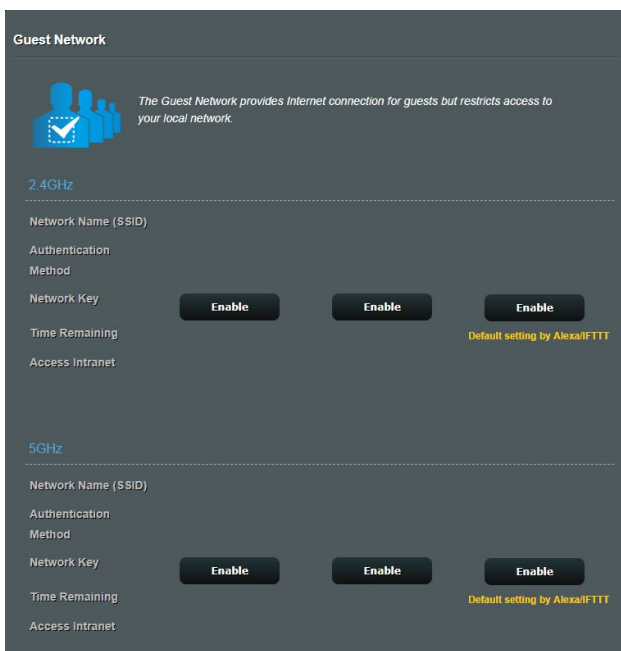 Guest Network
The Guest Network provides Internet connection for guests but restricts access to
your local network.
2.4GHz
Network Name (SSID)
Authentication
Method
Network Key
Enable Enable Enable
Time Remaining
Default setting by Alexa/IFTTT
Access Intranet
5GHz
Network Name (SSID)
Authentication
Method
Network Key
Enable Enable Enable
Time Remaining
Default setting by Alexa/IFTTT
Access Intranet